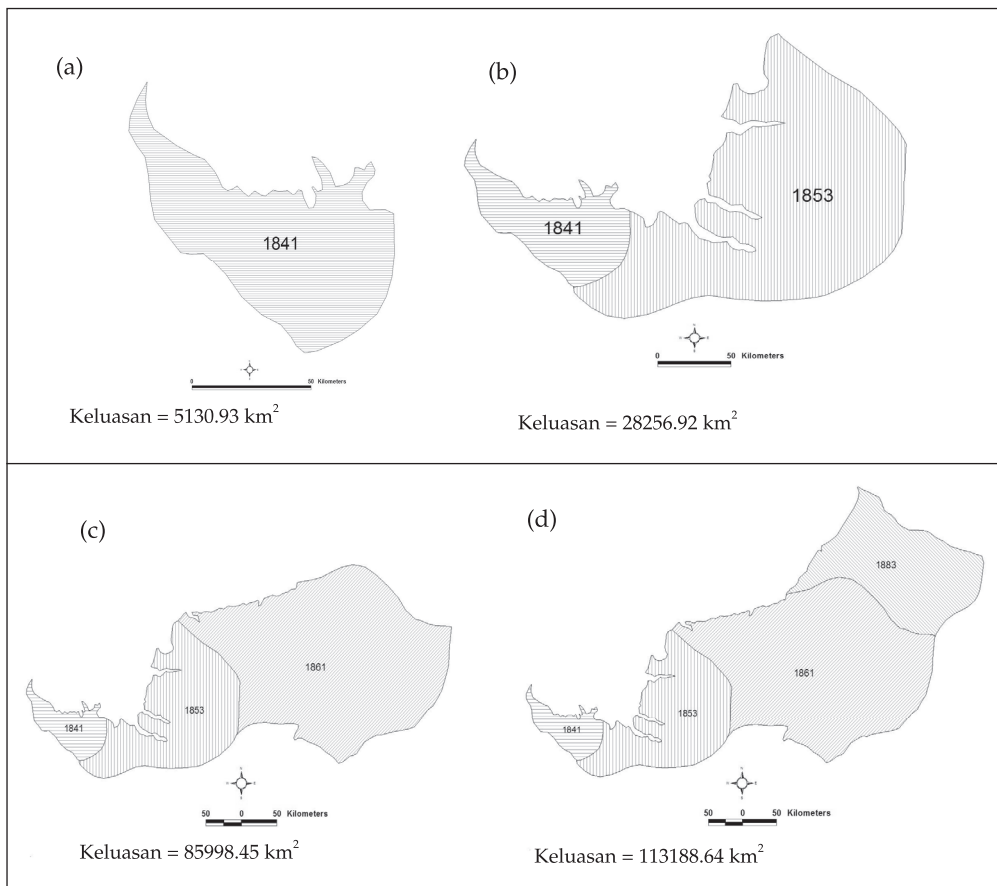 (a)
1841
0 50 Kilometers
Keluasan = 5130.93 km²
(b)
1853
1841
0 50 Kilometers
Keluasan = 28256.92 km²
(c)
1861
1853
1841
50 0 50 Kilometers
Keluasan = 85998.45 km²
(d)
1883
1861
1853
1841
50 0 50 Kilometers
Keluasan = 113188.64 km²